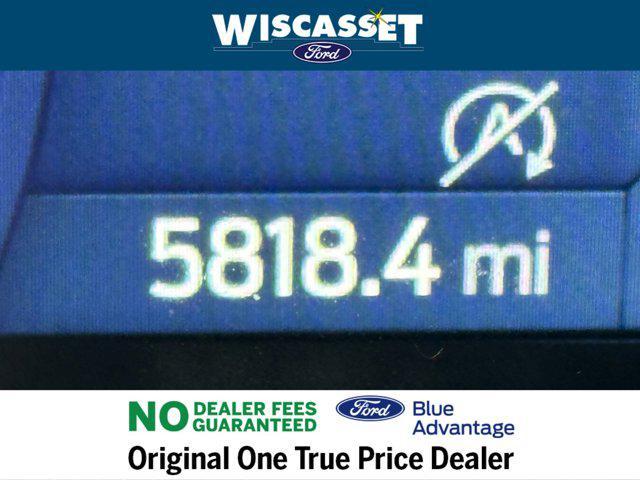 WISCASSET
Ford
A
5818.4 mi
NO DEALER FEES
GUARANTEED
Ford Blue
Advantage
Original One True Price Dealer